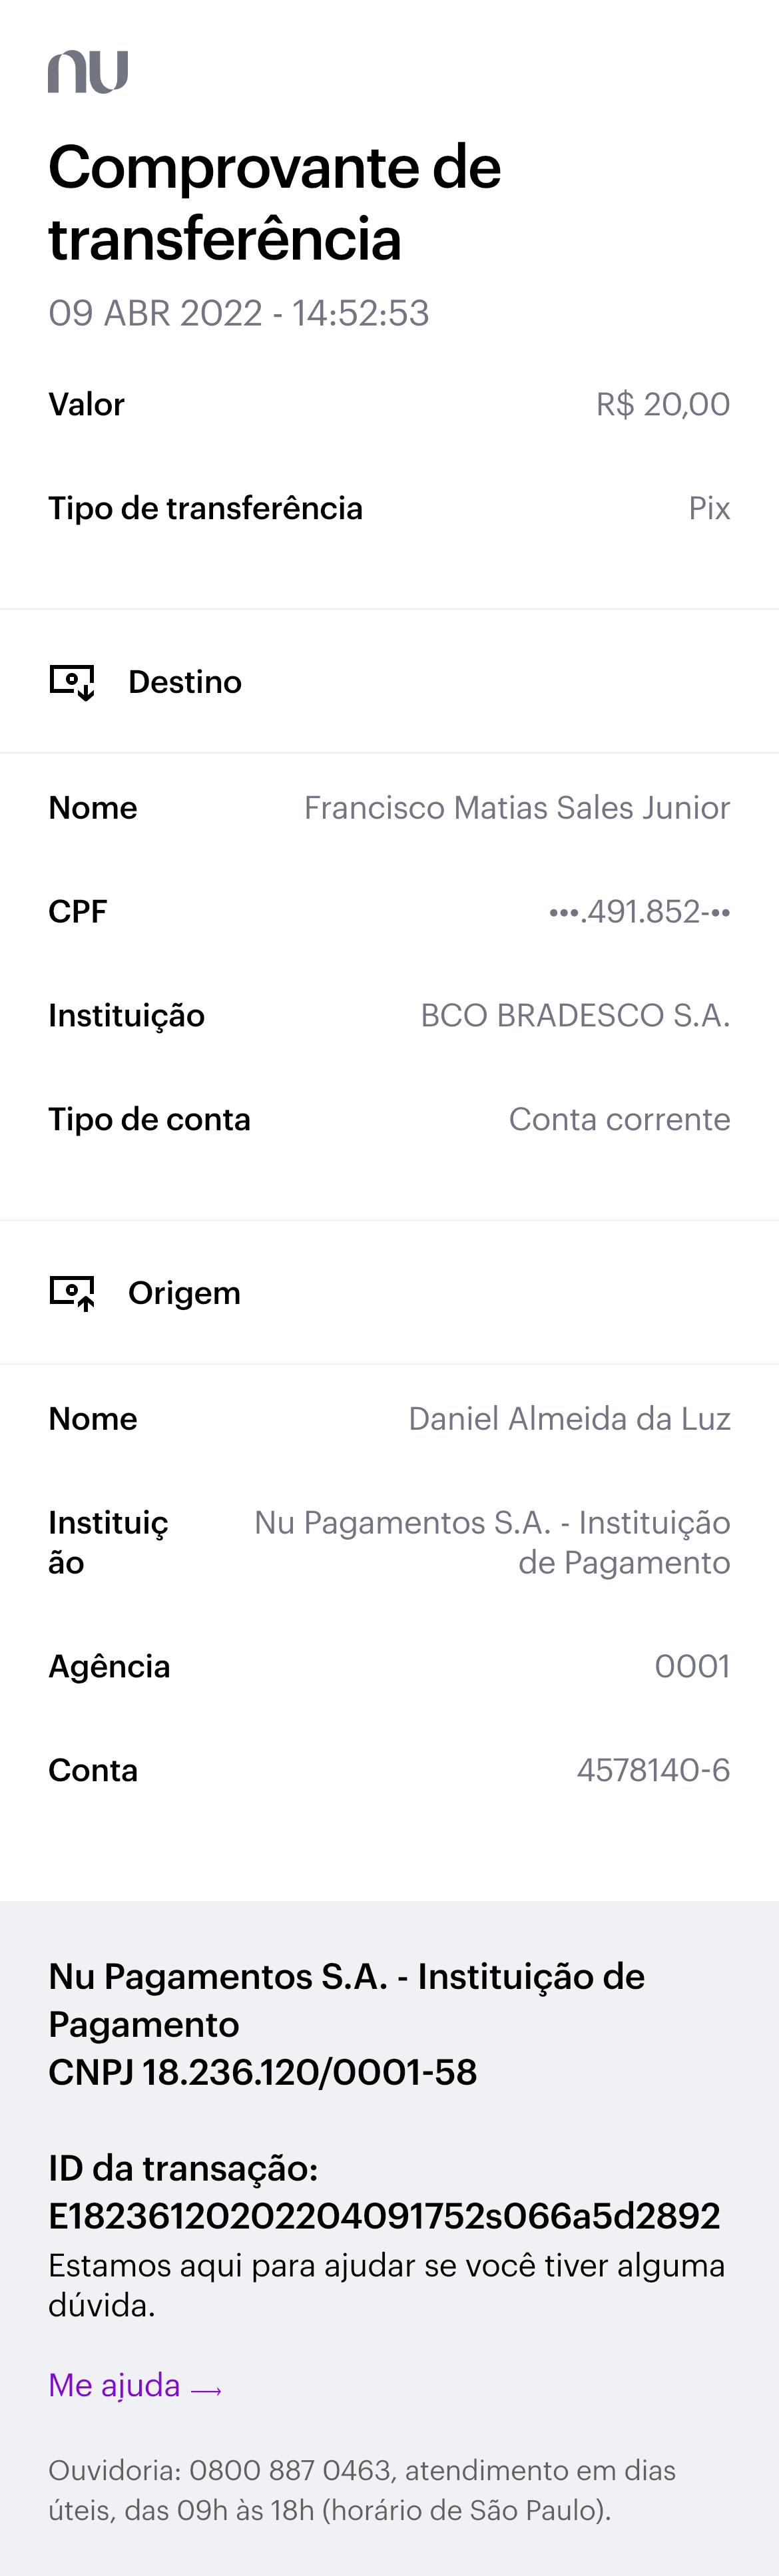 nu
Comprovante de
transferência
09 ABR 2022 - 14:52:53
Valor R$ 20,00
Tipo de transferência Pix
Destino
Nome Francisco Matias Sales Junior
CPF •••.491.852-••
Instituição BCO BRADESCO S.A.
Tipo de conta Conta corrente
Origem
Nome Daniel Almeida da Luz
Instituiç Nu Pagamentos S.A. - Instituição
ão de Pagamento
Agência 0001
Conta 4578140-6
Nu Pagamentos S.A. - Instituição de
Pagamento
CNPJ 18.236.120/0001-58
ID da transação:
E18236120202204091752s066a5d2892
Estamos aqui para ajudar se você tiver alguma
dúvida.
Me ajuda →
Ouvidoria: 0800 887 0463, atendimento em dias
úteis, das 09h às 18h (horário de São Paulo).